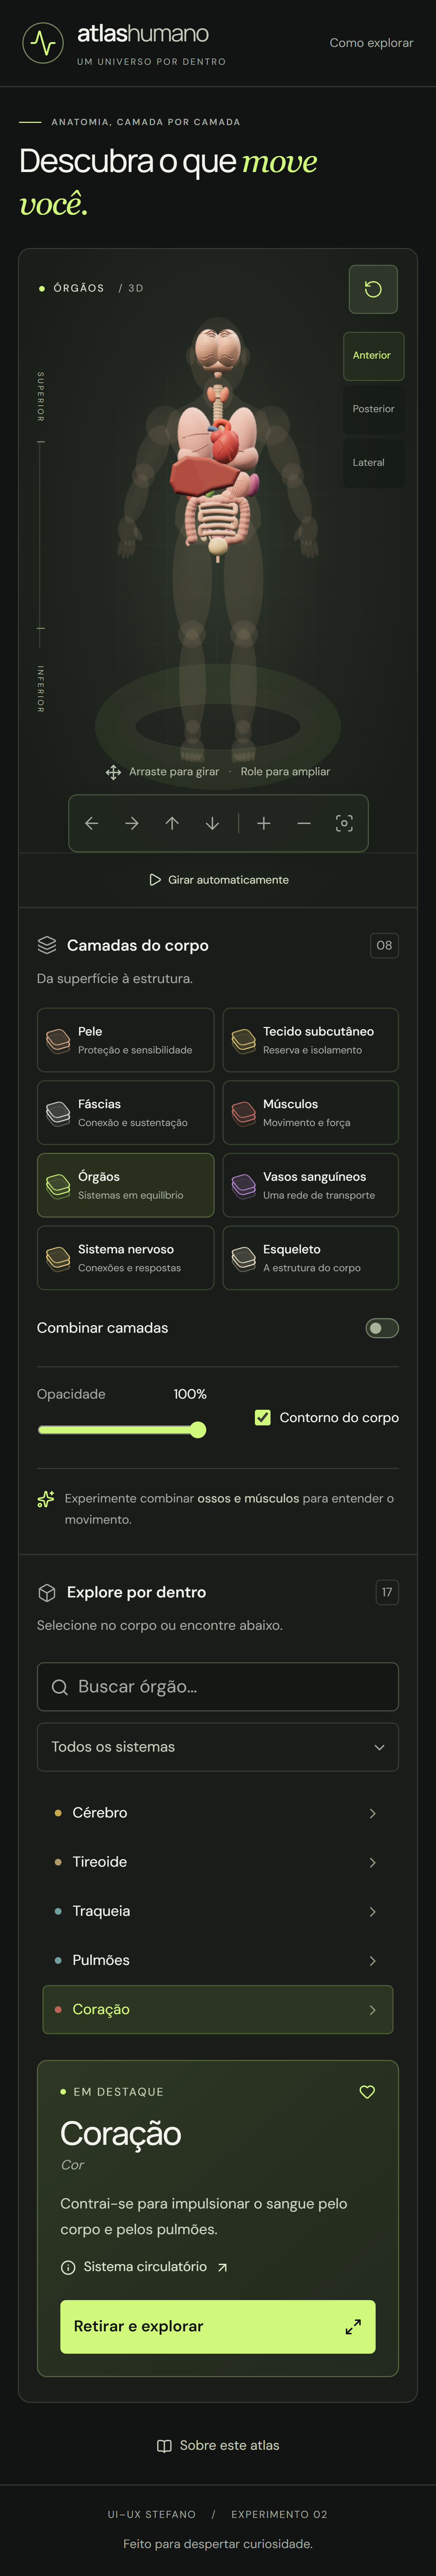 atlashumano
UM UNIVERSO POR DENTRO
Como explorar
ANATOMIA, CAMADA POR CAMADA
Descubra o que move
você.
ÓRGÃOS / 3D
Anterior
Posterior
Lateral
SUPERIOR
INFERIOR
Arraste para girar · Role para ampliar
Girar automaticamente
Camadas do corpo
08
Da superfície à estrutura.
Pele
Proteção e sensibilidade
Tecido subcutâneo
Reserva e isolamento
Fáscias
Conexão e sustentação
Músculos
Movimento e força
Órgãos
Sistemas em equilíbrio
Vasos sanguíneos
Uma rede de transporte
Sistema nervoso
Conexões e respostas
Esqueleto
A estrutura do corpo
Combinar camadas
Opacidade 100%
Contorno do corpo
Experimente combinar ossos e músculos para entender o
movimento.
Explore por dentro
17
Selecione no corpo ou encontre abaixo.
Buscar órgão...
Todos os sistemas
Cérebro
Tireoide
Traqueia
Pulmões
Coração
EM DESTAQUE
Coração
Cor
Contrai-se para impulsionar o sangue pelo
corpo e pelos pulmões.
Sistema circulatório
Retirar e explorar
Sobre este atlas
UI-UX STEFANO / EXPERIMENTO 02
Feito para despertar curiosidade.